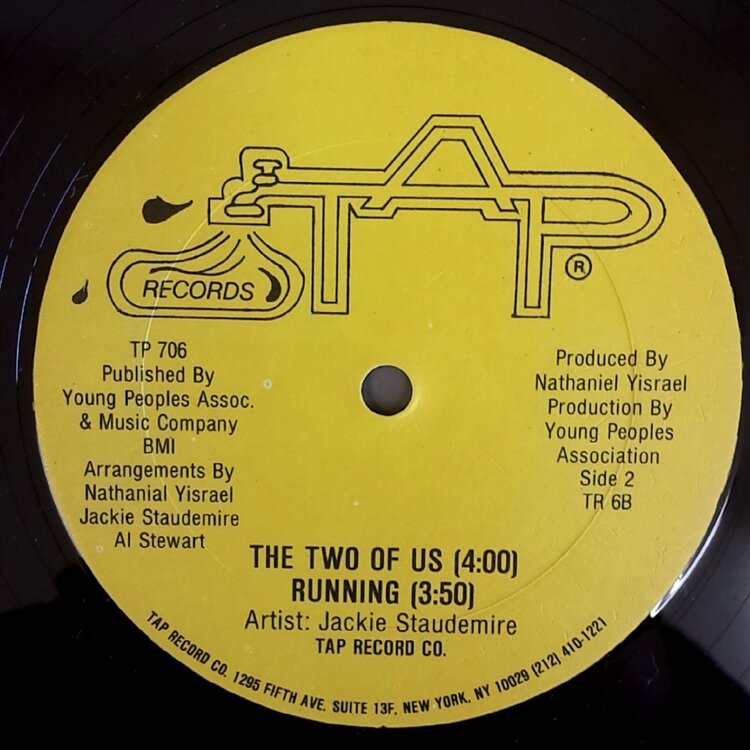 TAP
RECORDS
®
TP 706
Published By
Young Peoples Assoc.
& Music Company
BMI
Arrangements By
Nathanial Yisrael
Jackie Staudemire
Al Stewart
Produced By
Nathaniel Yisrael
Production By
Young Peoples
Association
Side 2
TR 6B
THE TWO OF US (4:00)
RUNNING (3:50)
Artist: Jackie Staudemire
TAP RECORD CO.
TAP RECORD CO. 1295 FIFTH AVE. SUITE 13F, NEW YORK, NY 10029 (212) 410-1221